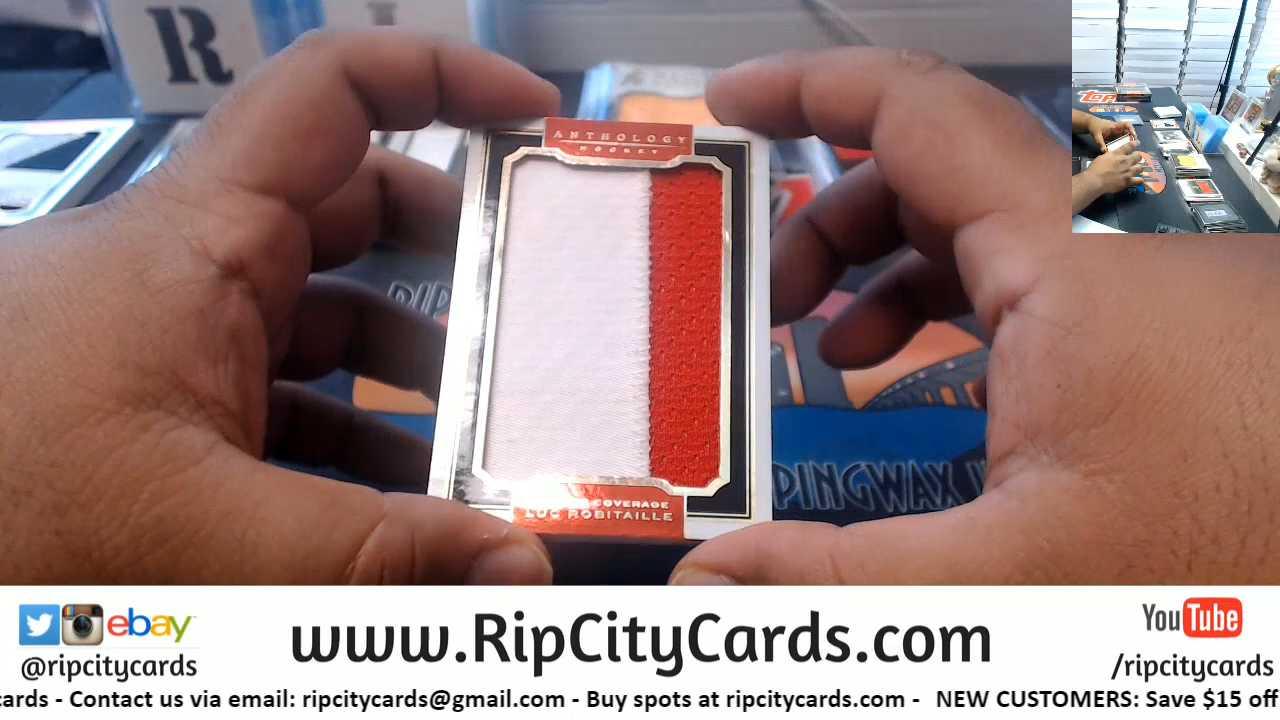 R
ANTHOLOGY
HOCKEY
COVERAGE
LUC ROBITAILLE
PINGWAX
ebay
@ripcitycards
www.RipCityCards.com
YouTube
/ripcitycards
cards - Contact us via email: ripcitycards@gmail.com - Buy spots at ripcitycards.com - NEW CUSTOMERS: Save $15 off